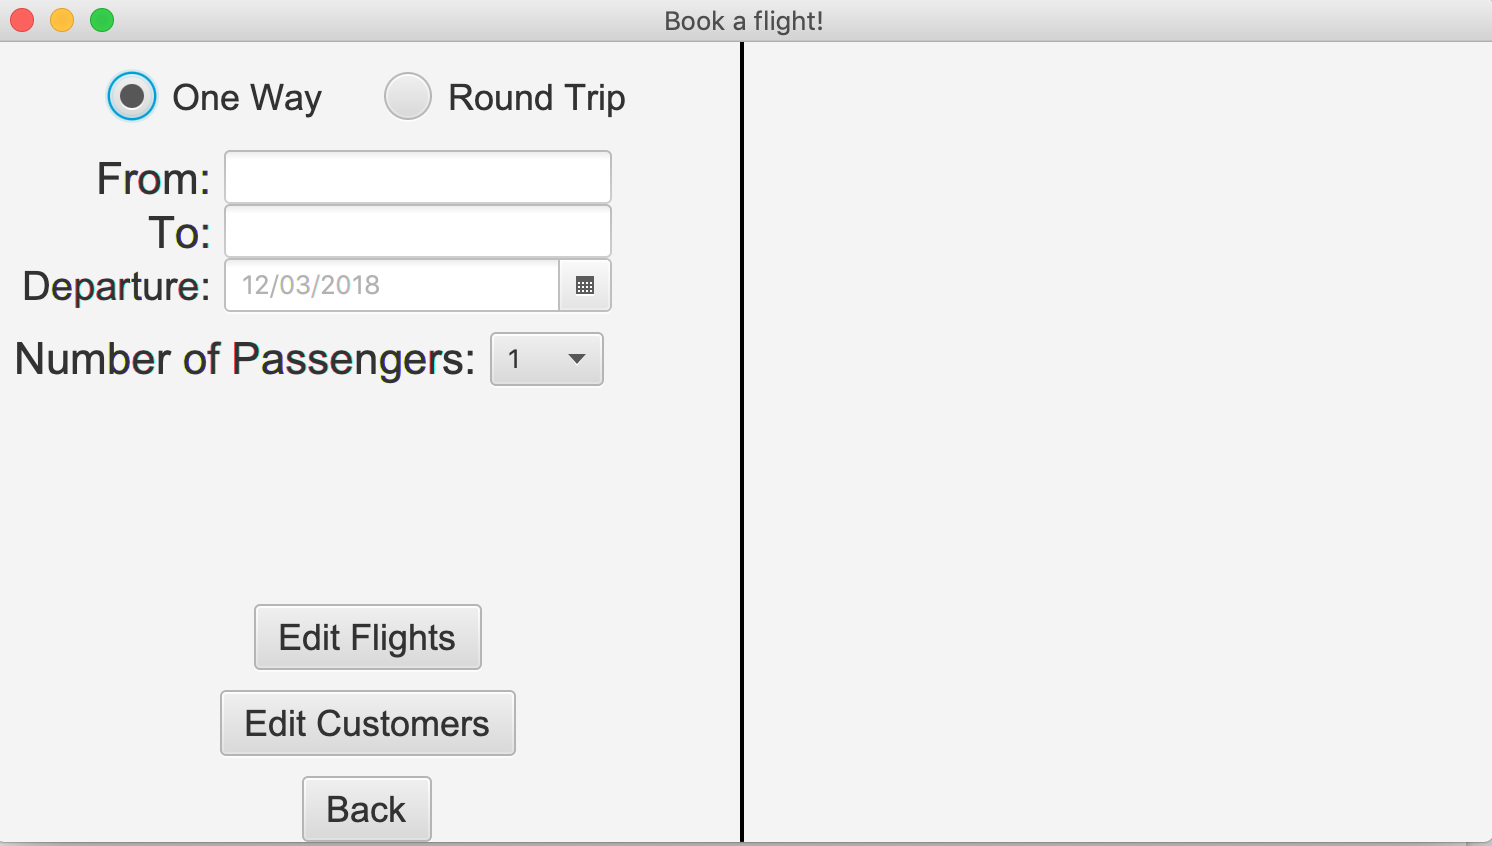 Book a flight!
One Way Round Trip
From:
To:
Departure: 12/03/2018
Number of Passengers: 1
Edit Flights
Edit Customers
Back